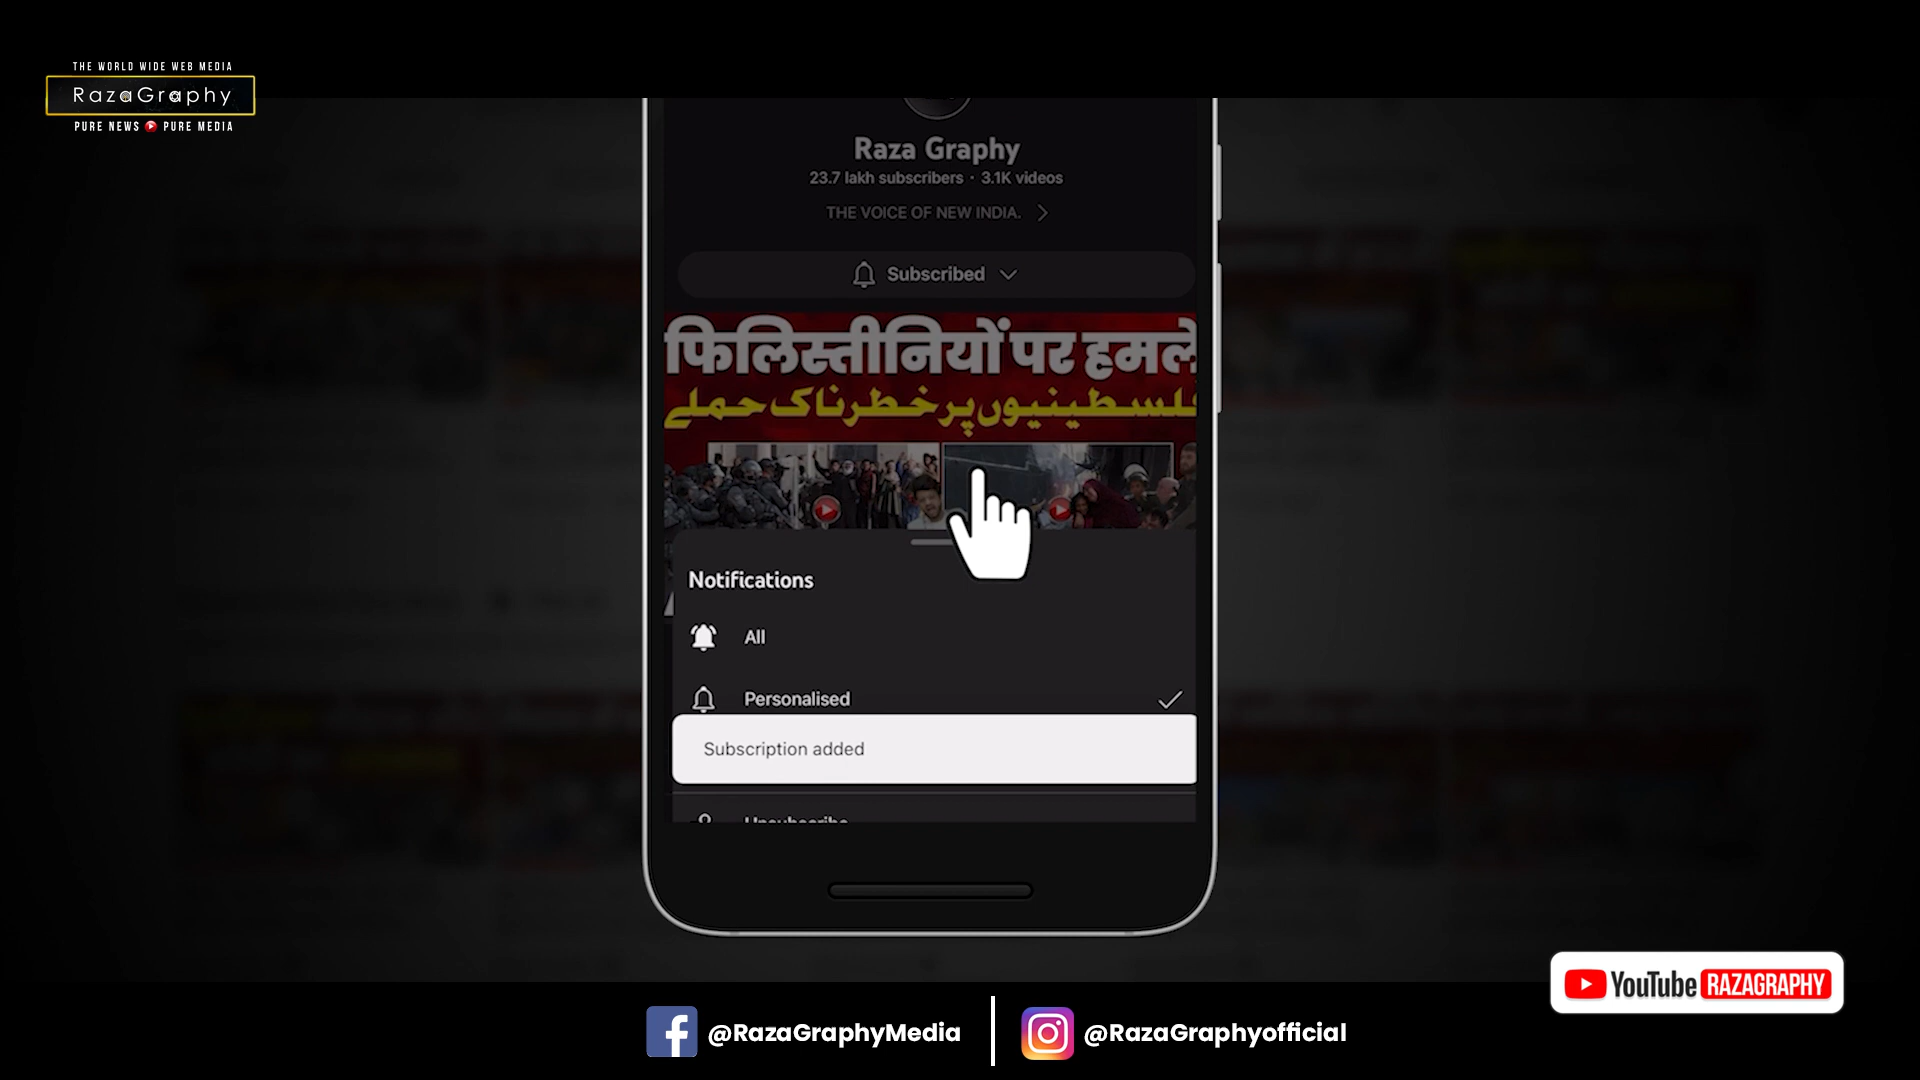 THE WORLD WIDE WEB MEDIA
RazaGraphy
PURE NEWS PURE MEDIA
Raza Graphy
23.7 lakh subscribers · 3.1K videos
THE VOICE OF NEW INDIA.
Subscribed
फिलिस्तीनियों पर हमले
فلسطینیوں پر خطرناک حملے
Notifications
All
Personalised
Subscription added
Unsubscribe
YouTube RAZAGRAPHY
@RazaGraphyMedia
@RazaGraphyofficial